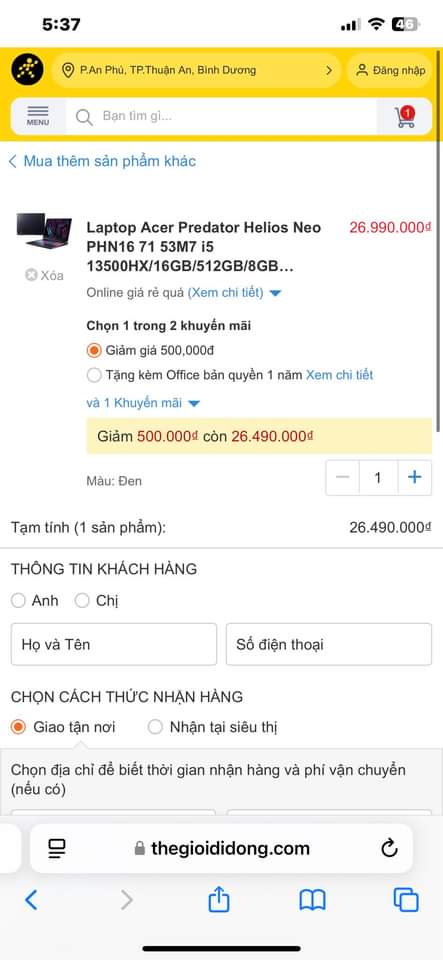 5:37
46
P.An Phú, TP.Thuận An, Bình Dương
Đăng nhập
MENU
Bạn tìm gì...
1
Mua thêm sản phẩm khác
Laptop Acer Predator Helios Neo
26.990.000₫
PHN16 71 53M7 i5
13500HX/16GB/512GB/8GB...
Xóa
Online giá rẻ quá (Xem chi tiết)
Chọn 1 trong 2 khuyến mãi
Giảm giá 500,000đ
Tặng kèm Office bản quyền 1 năm Xem chi tiết
và 1 Khuyến mãi
Giảm 500.000₫ còn 26.490.000₫
Màu: Đen
1
Tạm tính (1 sản phẩm):
26.490.000₫
THÔNG TIN KHÁCH HÀNG
Anh
Chị
Họ và Tên
Số điện thoại
CHỌN CÁCH THỨC NHẬN HÀNG
Giao tận nơi
Nhận tại siêu thị
Chọn địa chỉ để biết thời gian nhận hàng và phí vận chuyển
(nếu có)
thegioididong.com